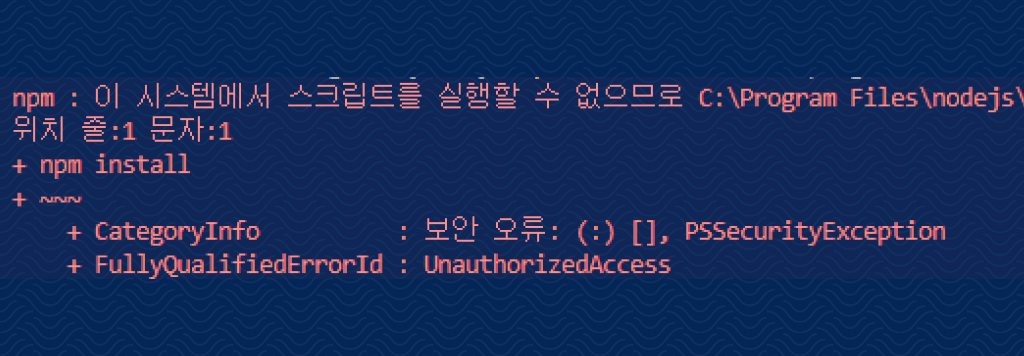 npm : 이 시스템에서 스크립트를 실행할 수 없으므로 C:\Program Files\nodejs\
위치 줄:1 문자:1
+ npm install
+ ~~~
    + CategoryInfo          : 보안 오류: (:) [], PSSecurityException
    + FullyQualifiedErrorId : UnauthorizedAccess